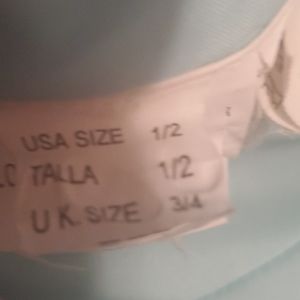 USA SIZE 1/2
TALLA 1/2
U K. SIZE 3/4